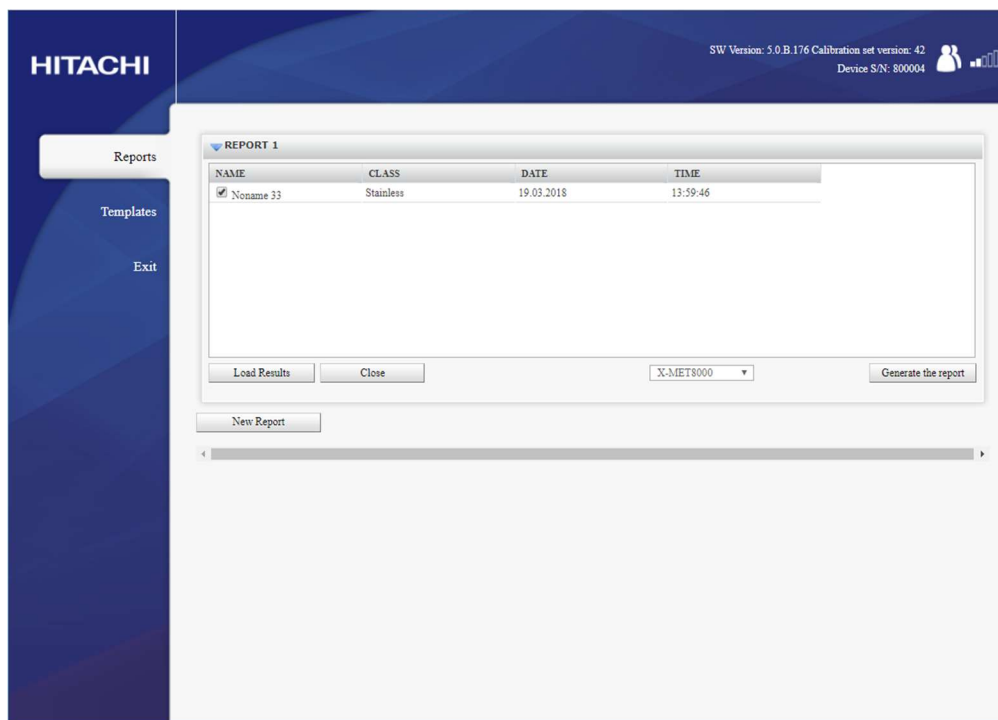 HITACHI
SW Version: 5.0.B.176 Calibration set version: 42
Device S/N: 800004
Reports
Templates
Exit
REPORT 1
NAME CLASS DATE TIME
Noname 33 Stainless 19.03.2018 13:59:46
Load Results Close X-MET8000 Generate the report
New Report